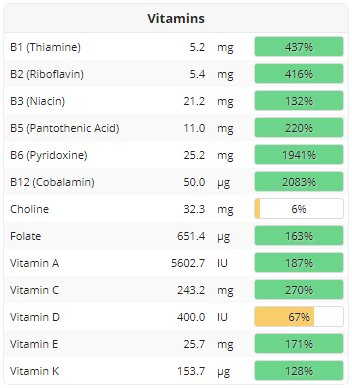 Vitamins
B1 (Thiamine) 5.2 mg 437%
B2 (Riboflavin) 5.4 mg 416%
B3 (Niacin) 21.2 mg 132%
B5 (Pantothenic Acid) 11.0 mg 220%
B6 (Pyridoxine) 25.2 mg 1941%
B12 (Cobalamin) 50.0 µg 2083%
Choline 32.3 mg 6%
Folate 651.4 µg 163%
Vitamin A 5602.7 IU 187%
Vitamin C 243.2 mg 270%
Vitamin D 400.0 IU 67%
Vitamin E 25.7 mg 171%
Vitamin K 153.7 µg 128%